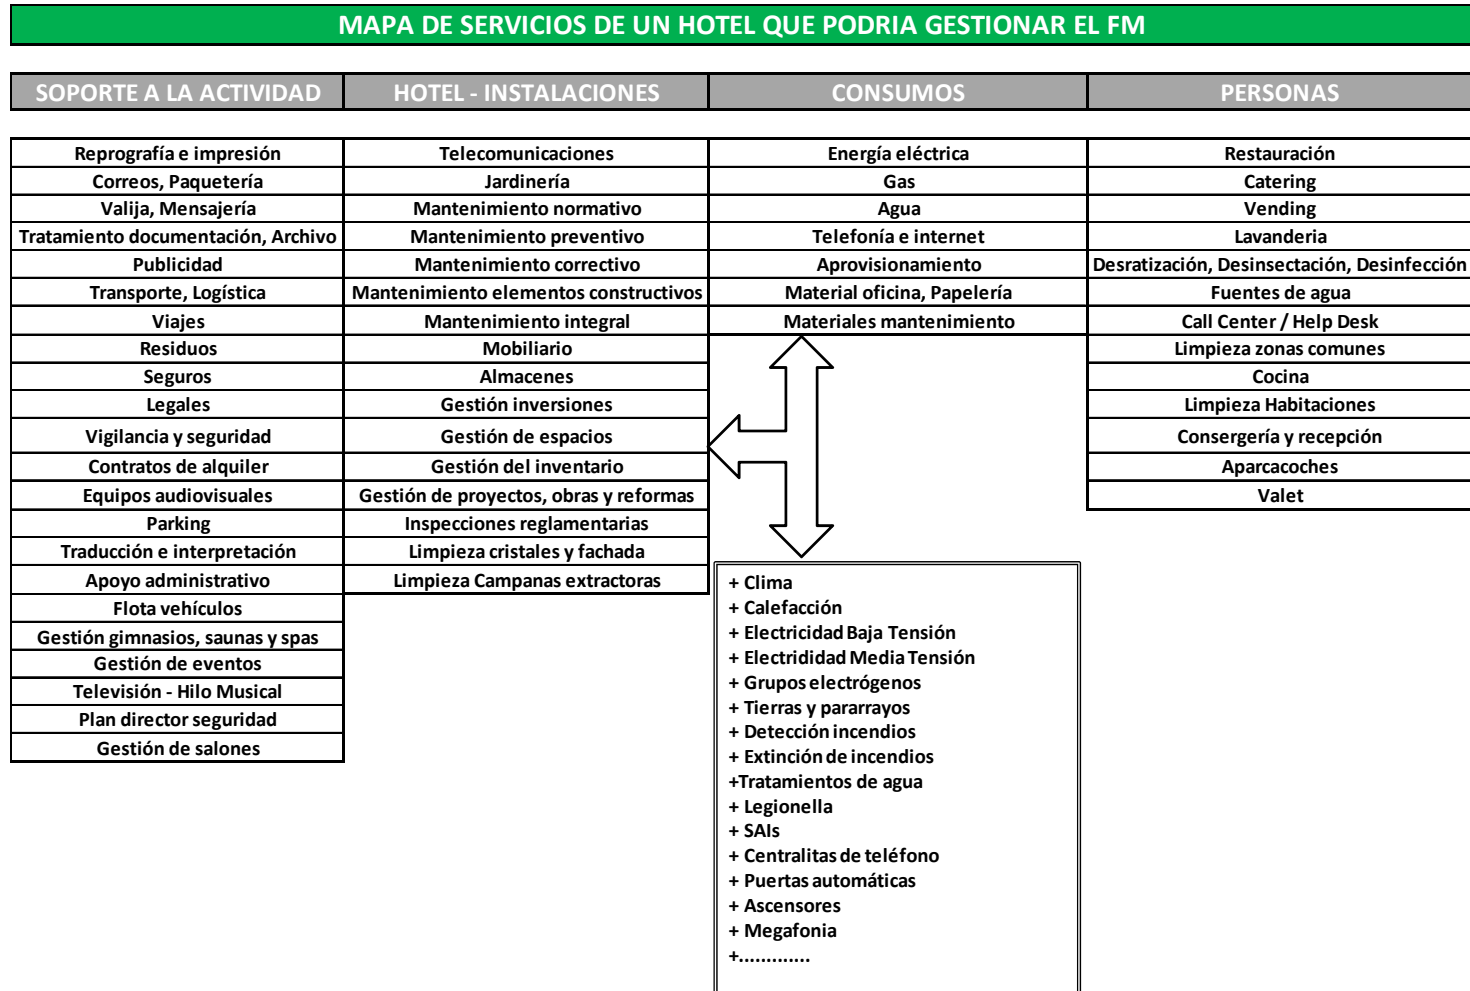 MAPA DE SERVICIOS DE UN HOTEL QUE PODRIA GESTIONAR EL FM
SOPORTE A LA ACTIVIDAD
Reprografía e impresión
Correos, Paquetería
Valija, Mensajería
Tratamiento documentación, Archivo
Publicidad
Transporte, Logística
Viajes
Residuos
Seguros
Legales
Vigilancia y seguridad
Contratos de alquiler
Equipos audiovisuales
Parking
Traducción e interpretación
Apoyo administrativo
Flota vehículos
Gestión gimnasios, saunas y spas
Gestión de eventos
Televisión - Hilo Musical
Plan director seguridad
Gestión de salones
HOTEL - INSTALACIONES
Telecomunicaciones
Jardinería
Mantenimiento normativo
Mantenimiento preventivo
Mantenimiento correctivo
Mantenimiento elementos constructivos
Mantenimiento integral
Mobiliario
Almacenes
Gestión inversiones
Gestión de espacios
Gestión del inventario
Gestión de proyectos, obras y reformas
Inspecciones reglamentarias
Limpieza cristales y fachada
Limpieza Campanas extractoras
CONSUMOS
Energía eléctrica
Gas
Agua
Telefonía e internet
Aprovisionamiento
Material oficina, Papelería
Materiales mantenimiento
+ Clima
+ Calefacción
+ Electricidad Baja Tensión
+ Electrididad Media Tensión
+ Grupos electrógenos
+ Tierras y pararrayos
+ Detección incendios
+ Extinción de incendios
+Tratamientos de agua
+ Legionella
+ SAIs
+ Centralitas de teléfono
+ Puertas automáticas
+ Ascensores
+ Megafonia
+.............
PERSONAS
Restauración
Catering
Vending
Lavanderia
Desratización, Desinsectación, Desinfección
Fuentes de agua
Call Center / Help Desk
Limpieza zonas comunes
Cocina
Limpieza Habitaciones
Consergería y recepción
Aparcacoches
Valet